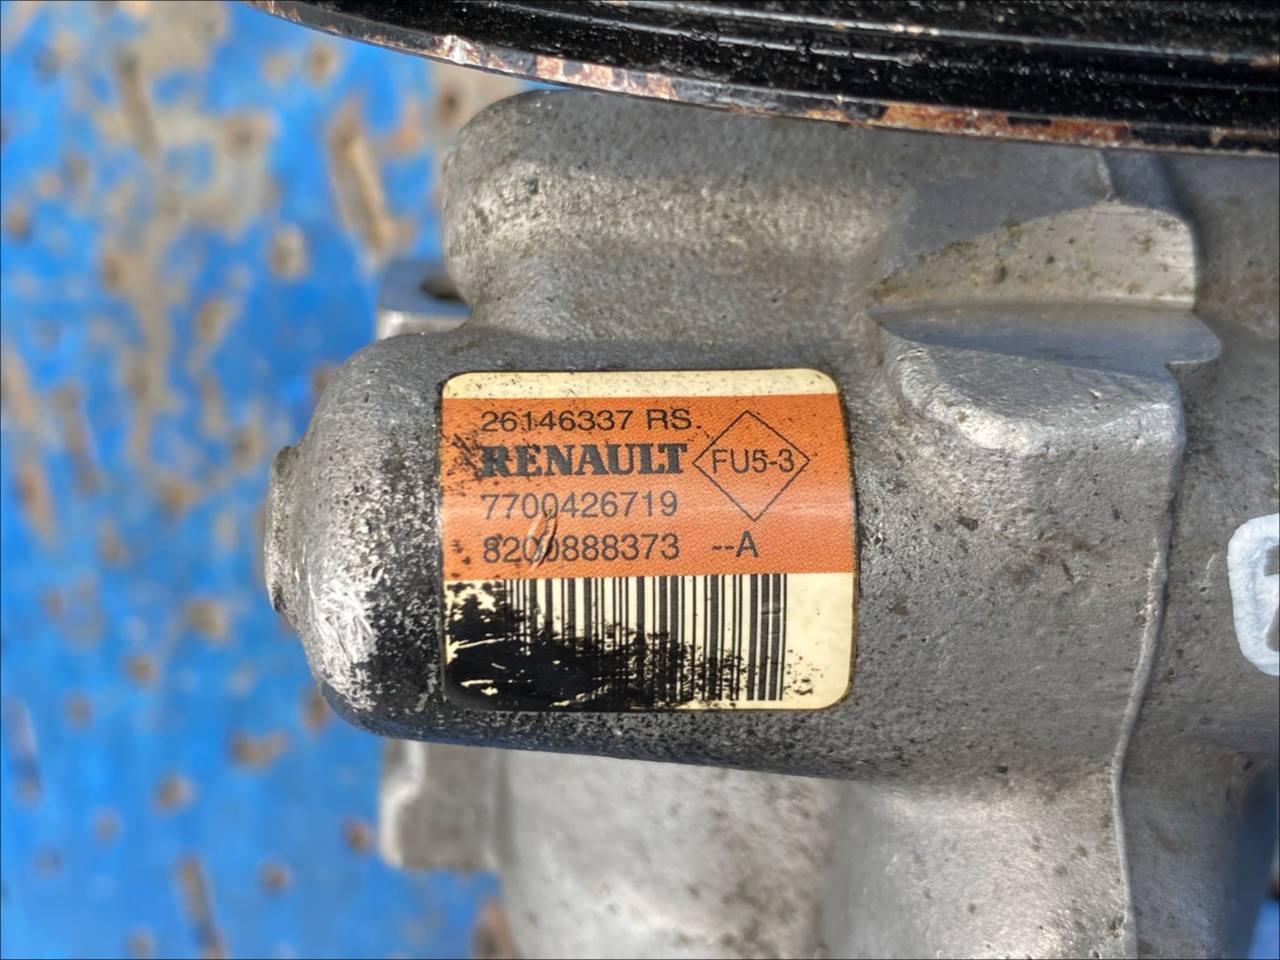 26146337 RS.
RENAULT
FU5-3
7700426719
8200888373 --A